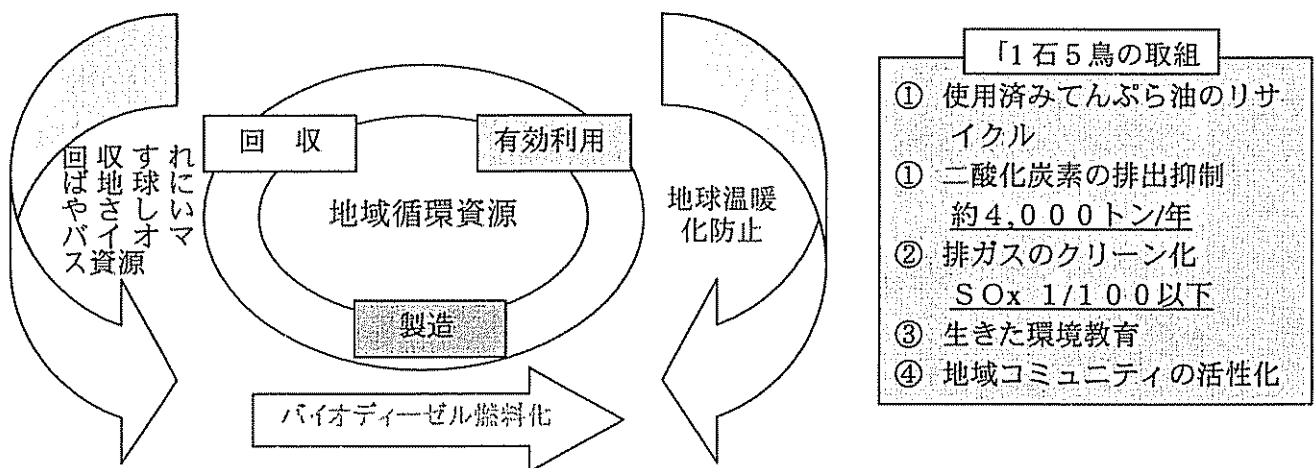 回収すれ
ば地球に
やさしい
バイオマ
ス資源
回 収
有効利用
地域循環資源
製造
地球温暖
化防止
バイオディーゼル燃料化
「1石5鳥の取組
① 使用済みてんぷら油のリサ
イクル
① 二酸化炭素の排出抑制
約4,000トン/年
② 排ガスのクリーン化
SOx 1/100以下
③ 生きた環境教育
④ 地域コミュニティの活性化